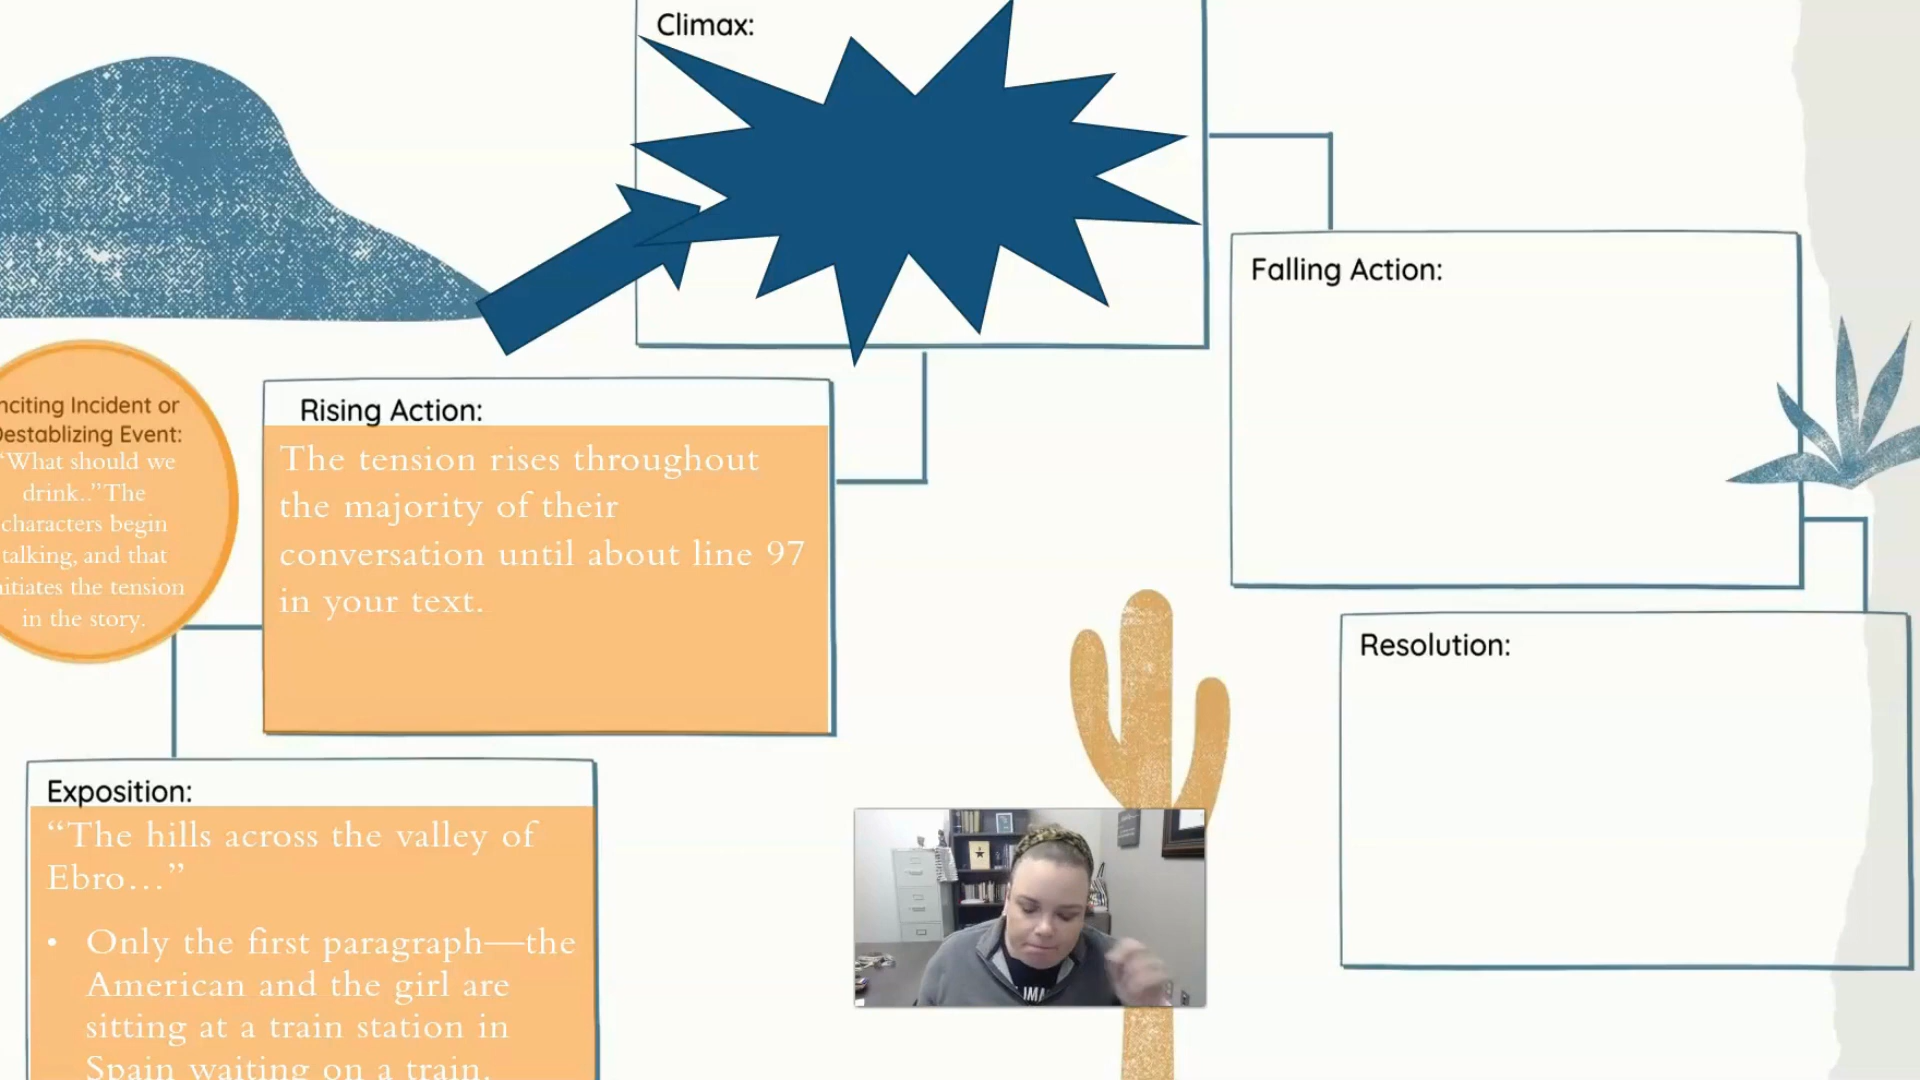 Climax:
Falling Action:
nciting Incident or
Destablizing Event:
“What should we
drink..”The
characters begin
talking, and that
nitiates the tension
in the story.
Rising Action:
The tension rises throughout
the majority of their
conversation until about line 97
in your text.
Resolution:
Exposition:
“The hills across the valley of
Ebro…”
• Only the first paragraph—the
American and the girl are
sitting at a train station in
Spain waiting on a train.